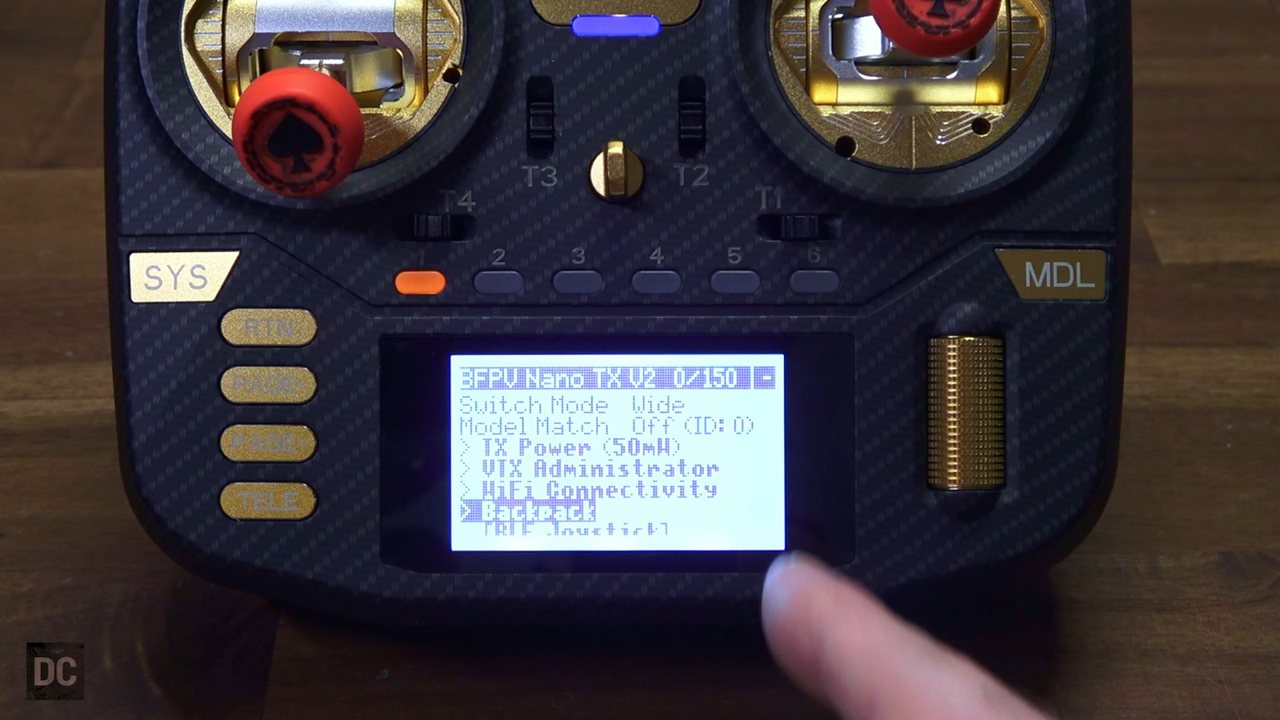 T3
T2
T4
T1
SYS
1 2 3 4 5 6
MDL
RTN
PAGE
PAGE
TELE
BFPV Nano TX V2 0/150 -
Switch Mode Wide
Model Match Off (ID: 0)
> TX Power (50mW)
> VTX Administrator
> WiFi Connectivity
> Backpack
[BLE Joystick]
DC